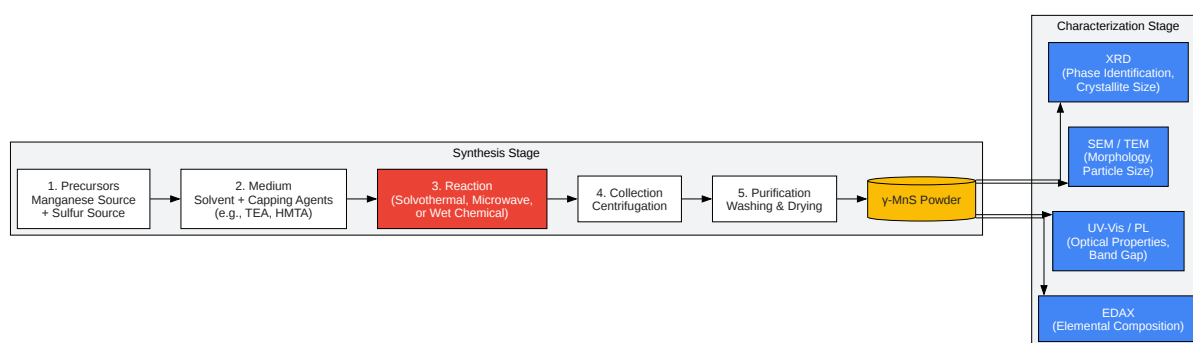 Synthesis Stage
1. Precursors
Manganese Source
+ Sulfur Source
2. Medium
Solvent + Capping Agents
(e.g., TEA, HMTA)
3. Reaction
(Solvothermal, Microwave,
or Wet Chemical)
4. Collection
Centrifugation
5. Purification
Washing & Drying
γ-MnS Powder
Characterization Stage
XRD
(Phase Identification,
Crystallite Size)
SEM / TEM
(Morphology,
Particle Size)
UV-Vis / PL
(Optical Properties,
Band Gap)
EDAX
(Elemental Composition)